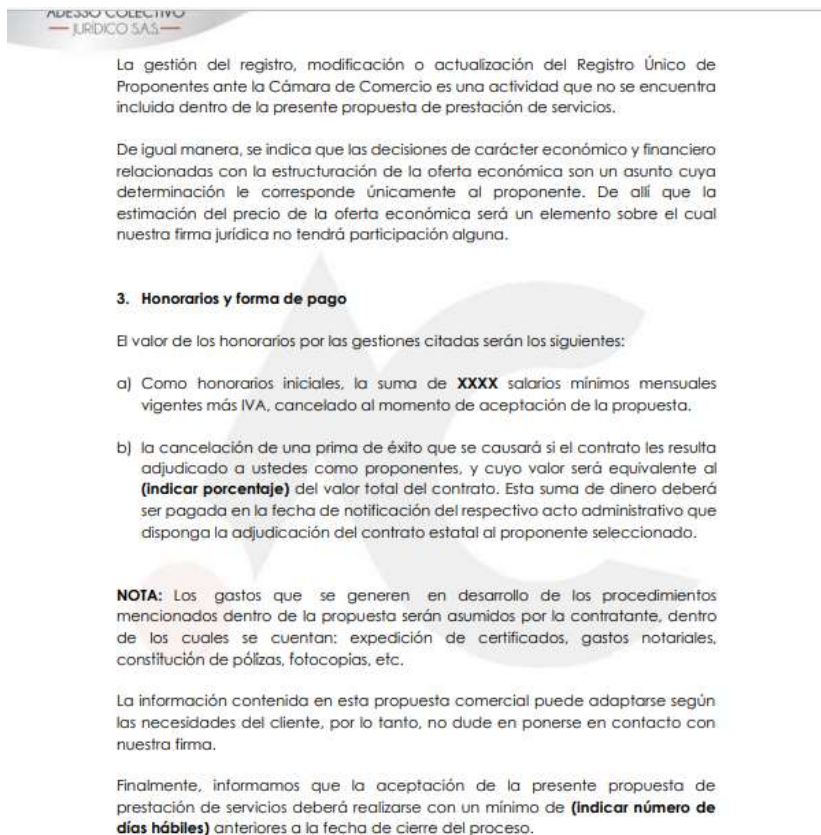 ADESSO COLECTIVO
— JURÍDICO S.A.S —
La gestión del registro, modificación o actualización del Registro Único de
Proponentes ante la Cámara de Comercio es una actividad que no se encuentra
incluida dentro de la presente propuesta de prestación de servicios.
De igual manera, se indica que las decisiones de carácter económico y financiero
relacionadas con la estructuración de la oferta económica son un asunto cuya
determinación le corresponde únicamente al proponente. De allí que la
estimación del precio de la oferta económica será un elemento sobre el cual
nuestra firma jurídica no tendrá participación alguna.
3. Honorarios y forma de pago
El valor de los honorarios por las gestiones citadas serán los siguientes:
a) Como honorarios iniciales, la suma de XXXX salarios mínimos mensuales
vigentes más IVA, cancelado al momento de aceptación de la propuesta.
b) la cancelación de una prima de éxito que se causará si el contrato les resulta
adjudicado a ustedes como proponentes, y cuyo valor será equivalente al
(indicar porcentaje) del valor total del contrato. Esta suma de dinero deberá
ser pagada en la fecha de notificación del respectivo acto administrativo que
disponga la adjudicación del contrato estatal al proponente seleccionado.
NOTA: Los gastos que se generen en desarrollo de los procedimientos
mencionados dentro de la propuesta serán asumidos por la contratante, dentro
de los cuales se cuentan: expedición de certificados, gastos notariales,
constitución de pólizas, fotocopias, etc.
La información contenida en esta propuesta comercial puede adaptarse según
las necesidades del cliente, por lo tanto, no dude en ponerse en contacto con
nuestra firma.
Finalmente, informamos que la aceptación de la presente propuesta de
prestación de servicios deberá realizarse con un mínimo de (indicar número de
días hábiles) anteriores a la fecha de cierre del proceso.